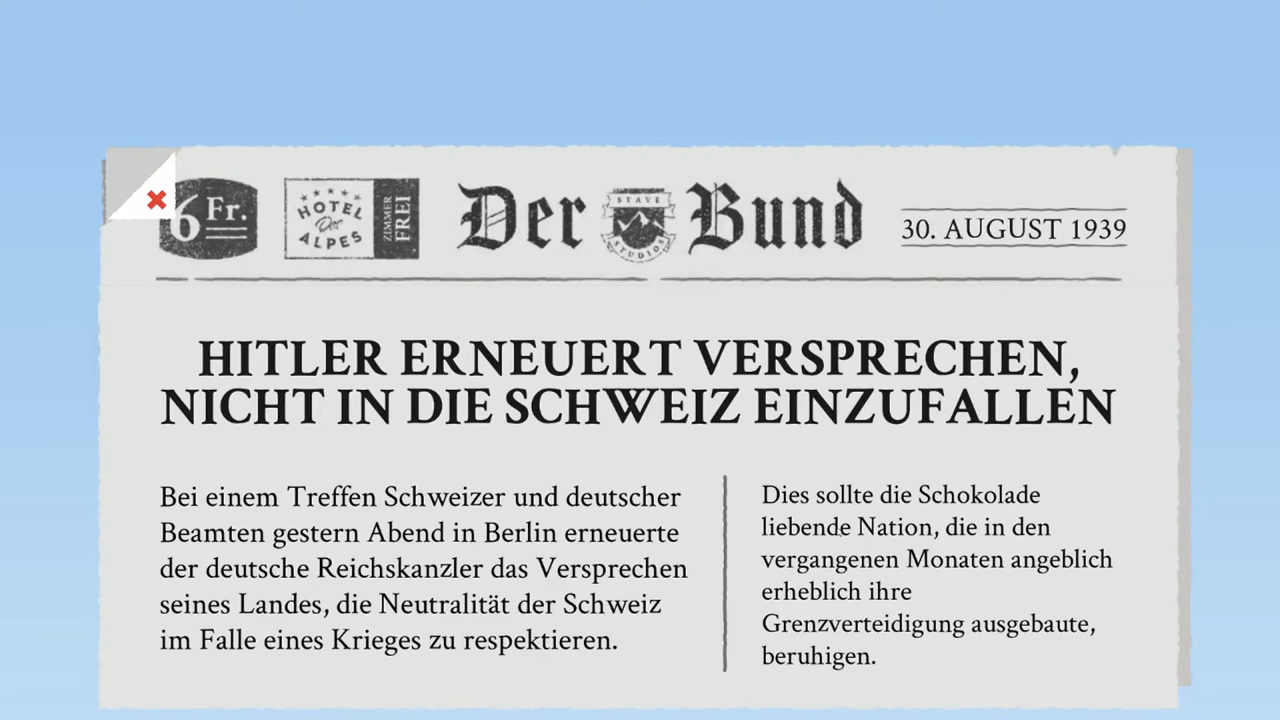 6 Fr.
HOTEL
Der
ALPES
ZIMMER
FREI
Der Bund
STAVE
STUDIOS
30. AUGUST 1939
HITLER ERNEUERT VERSPRECHEN,
NICHT IN DIE SCHWEIZ EINZUFALLEN
Bei einem Treffen Schweizer und deutscher
Beamten gestern Abend in Berlin erneuerte
der deutsche Reichskanzler das Versprechen
seines Landes, die Neutralität der Schweiz
im Falle eines Krieges zu respektieren.
Dies sollte die Schokolade
liebende Nation, die in den
vergangenen Monaten angeblich
erheblich ihre
Grenzverteidigung ausgebaute,
beruhigen.